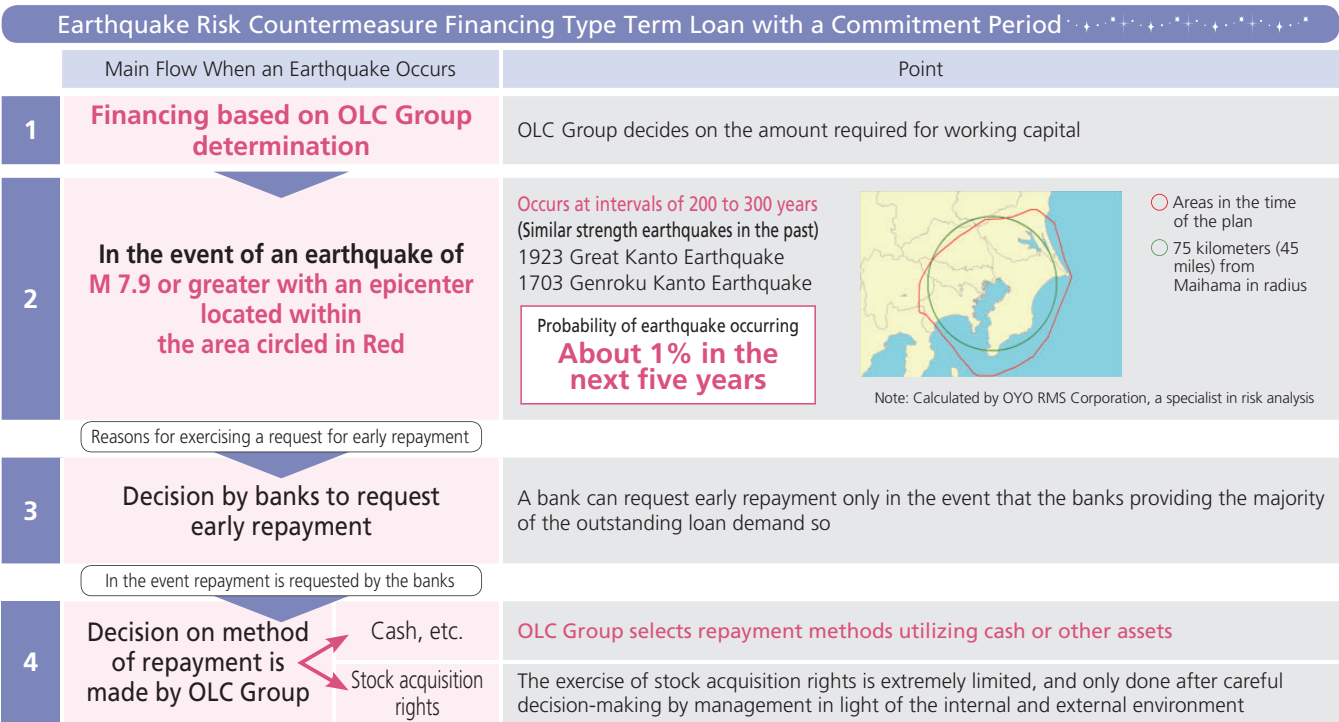 Earthquake Risk Countermeasure Financing Type Term Loan with a Commitment Period
Main Flow When an Earthquake Occurs
Point
1
Financing based on OLC Group
determination
OLC Group decides on the amount required for working capital
2
In the event of an earthquake of
M 7.9 or greater with an epicenter
located within
the area circled in Red
Occurs at intervals of 200 to 300 years
(Similar strength earthquakes in the past)
1923 Great Kanto Earthquake
1703 Genroku Kanto Earthquake
Probability of earthquake occurring
About 1% in the
next five years
Areas in the time
of the plan
75 kilometers (45
miles) from
Maihama in radius
Note: Calculated by OYO RMS Corporation, a specialist in risk analysis
Reasons for exercising a request for early repayment
3
Decision by banks to request
early repayment
A bank can request early repayment only in the event that the banks providing the majority
of the outstanding loan demand so
In the event repayment is requested by the banks
4
Decision on method
of repayment is
made by OLC Group
Cash, etc.
OLC Group selects repayment methods utilizing cash or other assets
Stock acquisition
rights
The exercise of stock acquisition rights is extremely limited, and only done after careful
decision-making by management in light of the internal and external environment